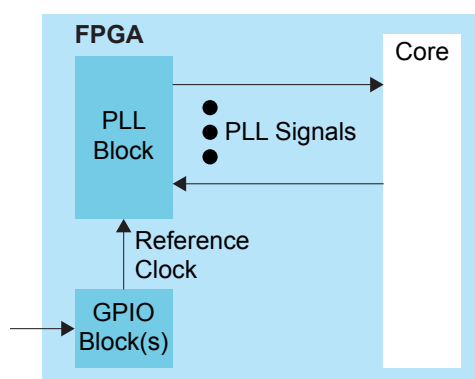 FPGA
Core
PLL
Block
PLL Signals
Reference
Clock
GPIO
Block(s)